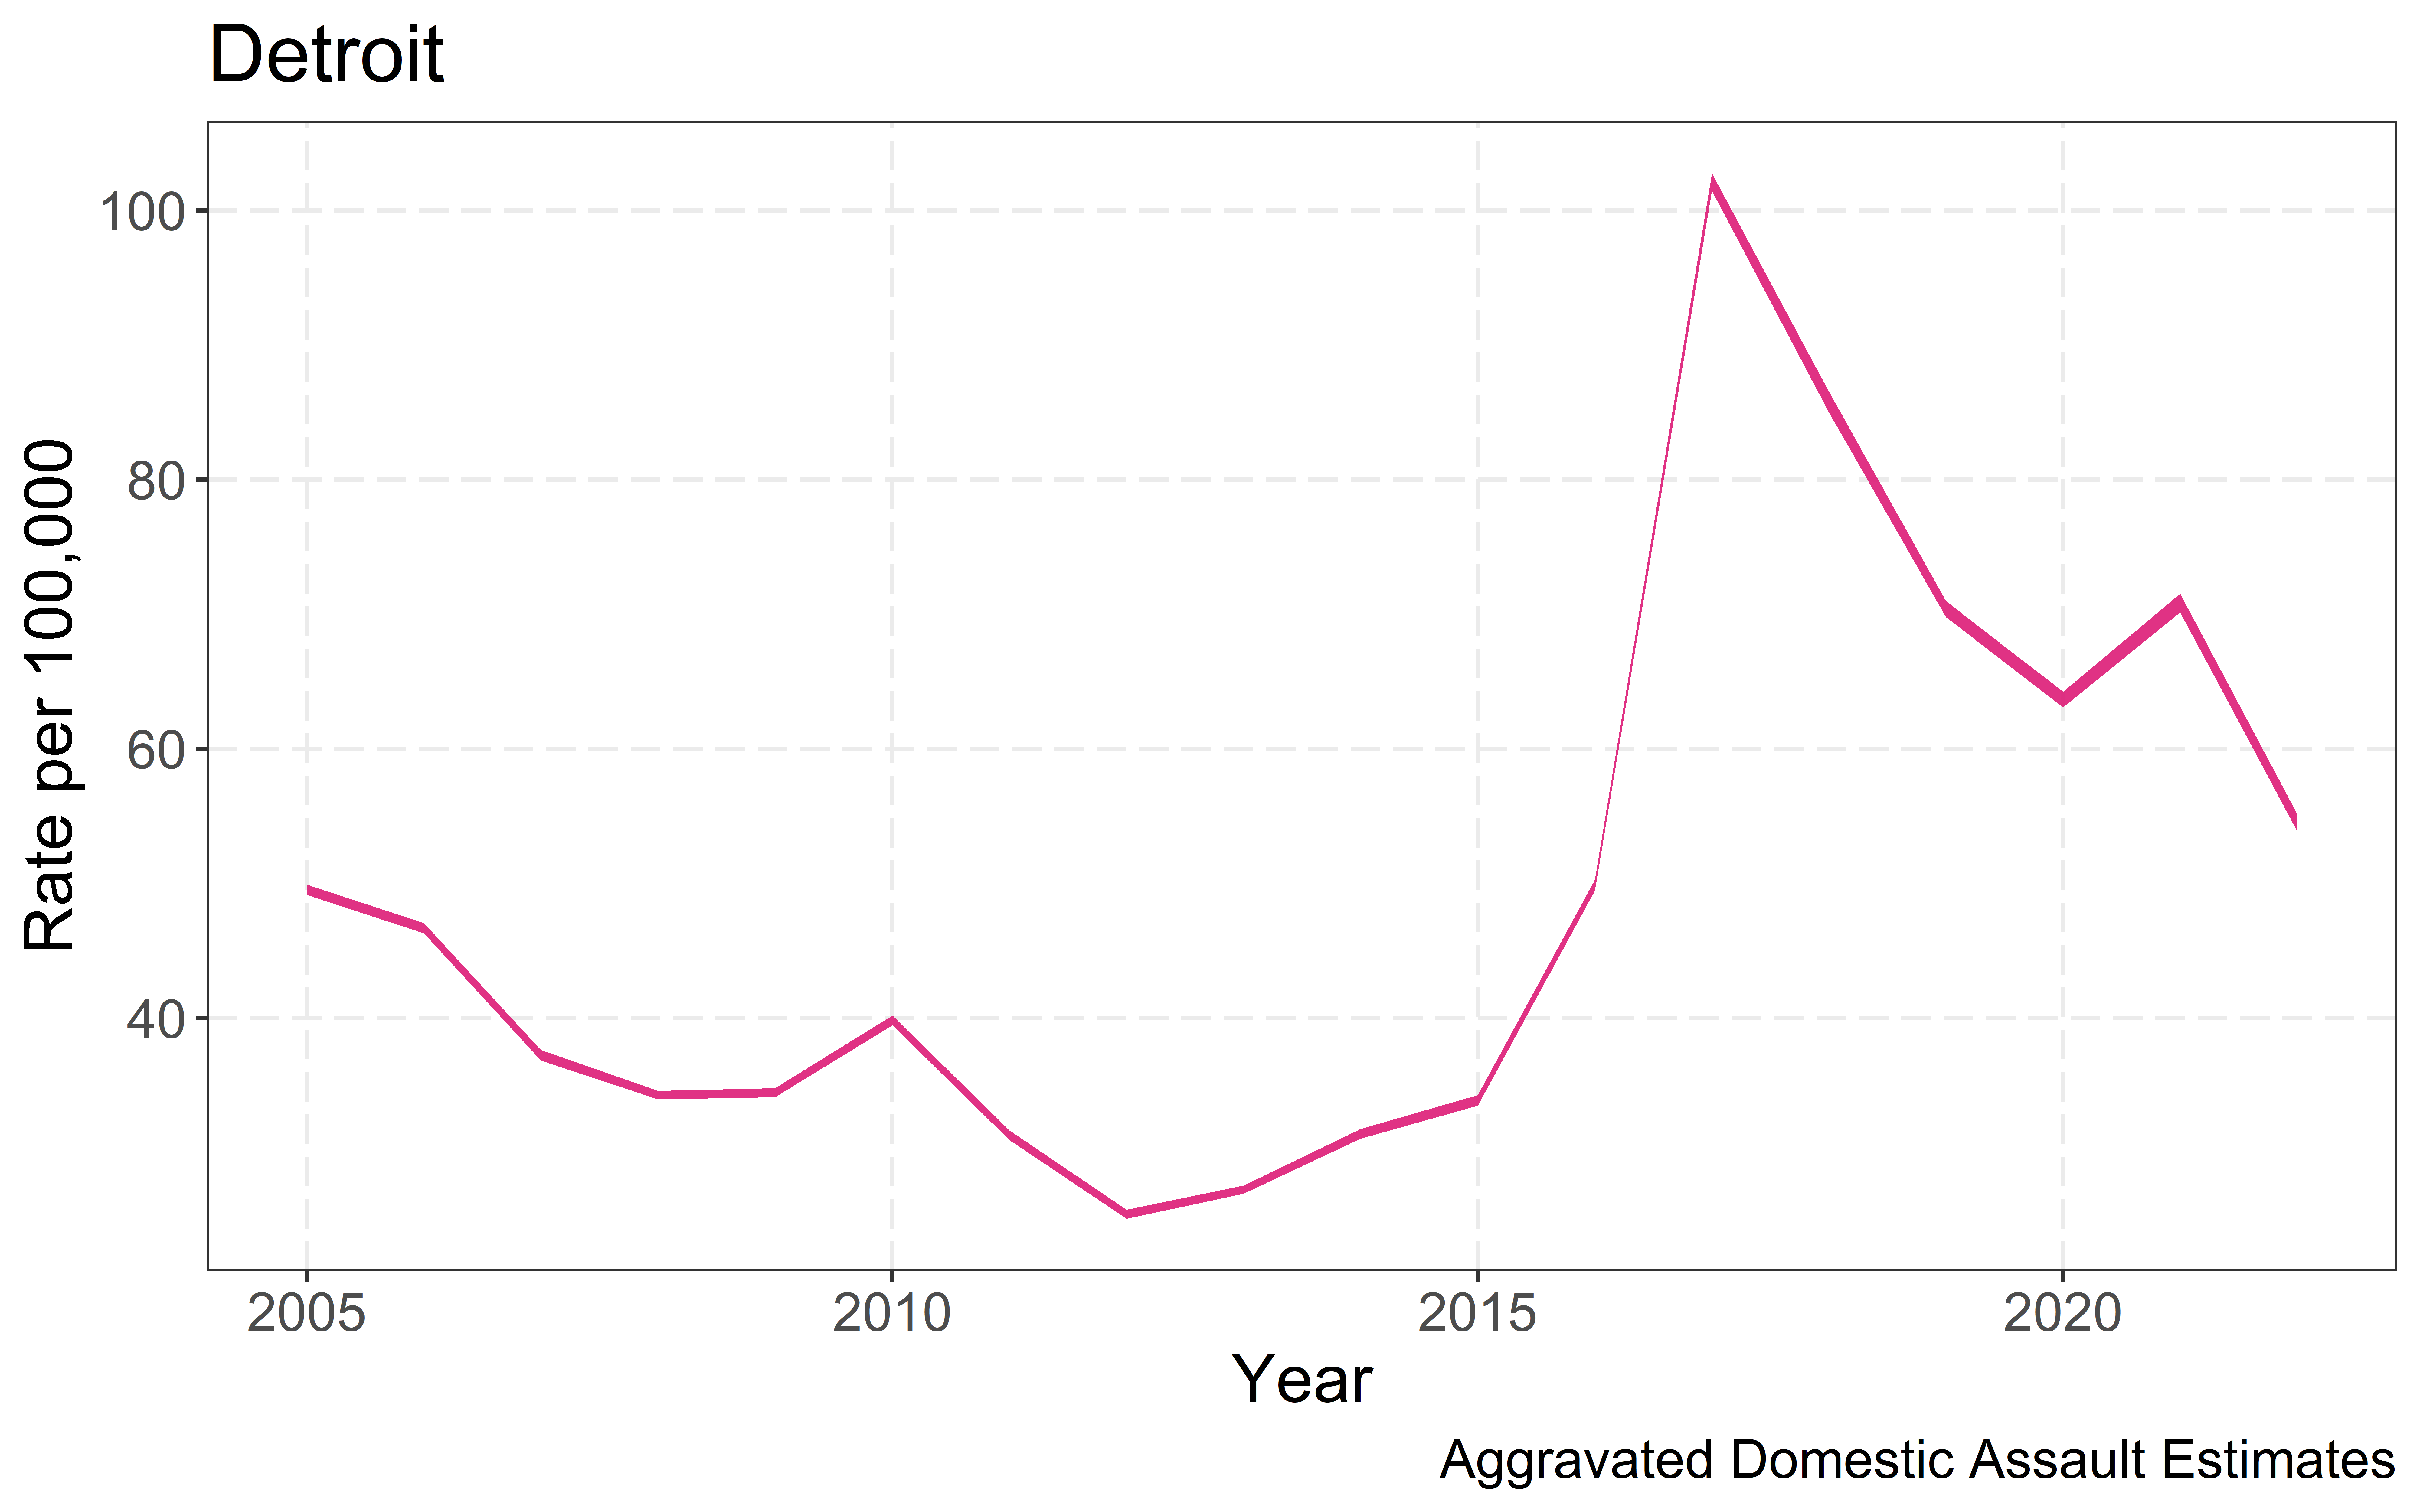 Detroit
Rate per 100,000
100
80
60
40
2005
2010
2015
2020
Year
Aggravated Domestic Assault Estimates